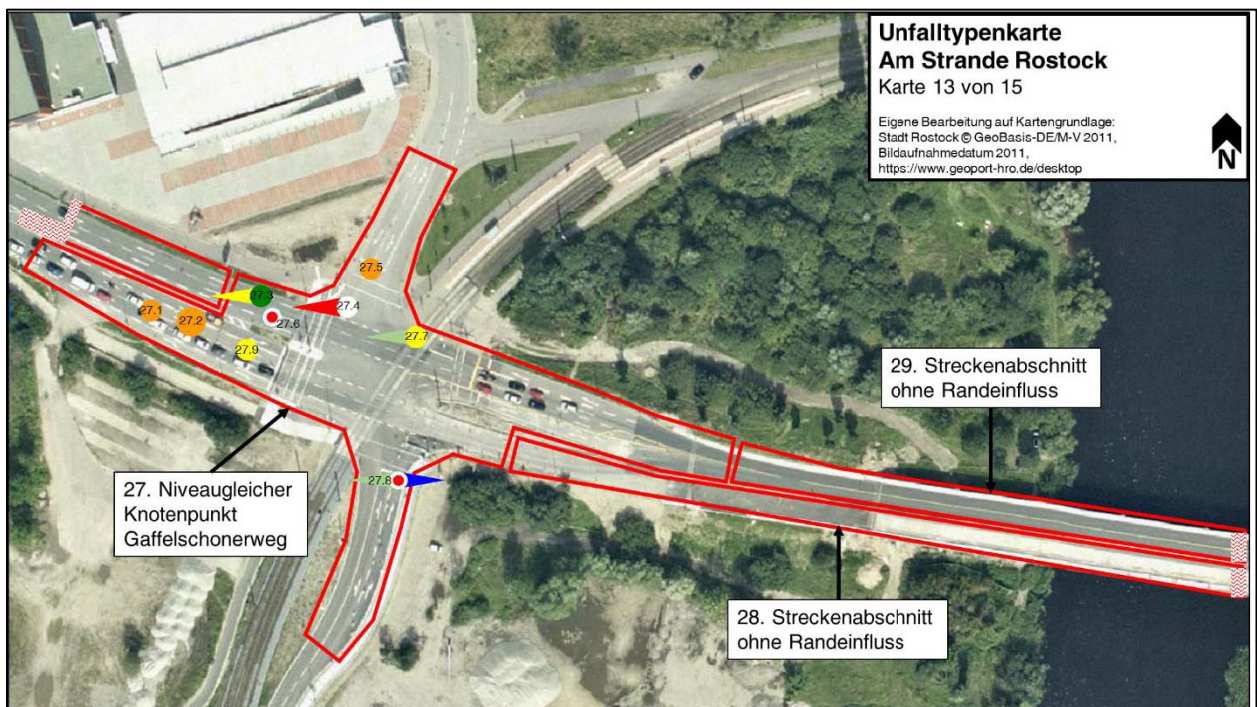 Unfalltypenkarte
Am Strande Rostock
Karte 13 von 15
Eigene Bearbeitung auf Kartengrundlage:
Stadt Rostock © GeoBasis-DE/M-V 2011,
Bildaufnahmedatum 2011,
https://www.geoport-hro.de/desktop
N
27.5
27.3
27.4
27.1
27.2
27.6
27.7
27.9
29. Streckenabschnitt
ohne Randeinfluss
27.8
27. Niveaugleicher
Knotenpunkt
Gaffelschonerweg
28. Streckenabschnitt
ohne Randeinfluss